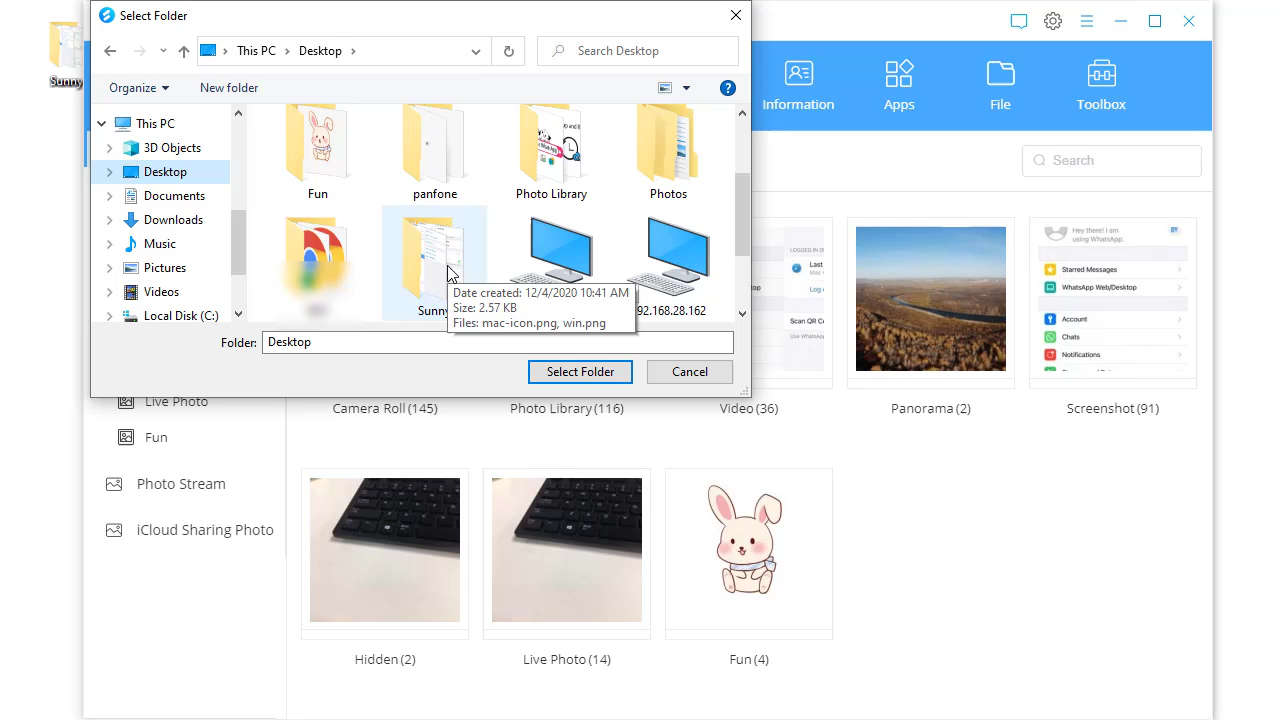 Sunny
Select Folder
This PC
Desktop
Search Desktop
Organize
New folder
This PC
3D Objects
Desktop
Documents
Downloads
Music
Pictures
Videos
Local Disk (C:)
Fun
panfone
Photo Library
Photos
Sunny
92.168.28.162
Date created: 12/4/2020 10:41 AM
Size: 2.57 KB
Files: mac-icon.png, win.png
Folder:
Desktop
Select Folder
Cancel
Information
Apps
File
Toolbox
Search
Live Photo
Fun
Photo Stream
iCloud Sharing Photo
Camera Roll (145)
Photo Library (116)
Video (36)
Panorama (2)
Screenshot (91)
LOGGED IN
Last
Log
Scan QR
Hey there! I am
using WhatsApp.
Starred Messages
WhatsApp Web/Desktop
Account
Chats
Notifications
Hidden (2)
Live Photo (14)
Fun (4)